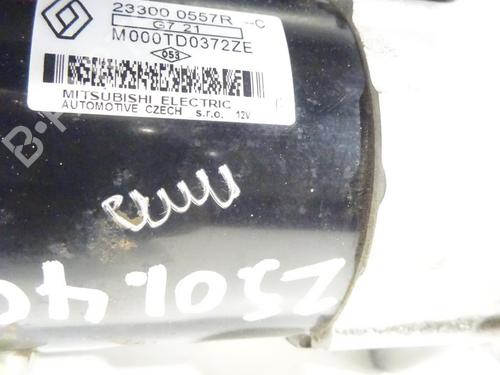 23300 0557R --C
G7 21
M000TD0372ZE
053
MITSUBISHI ELECTRIC
AUTOMOTIVE CZECH s.r.o. 12V